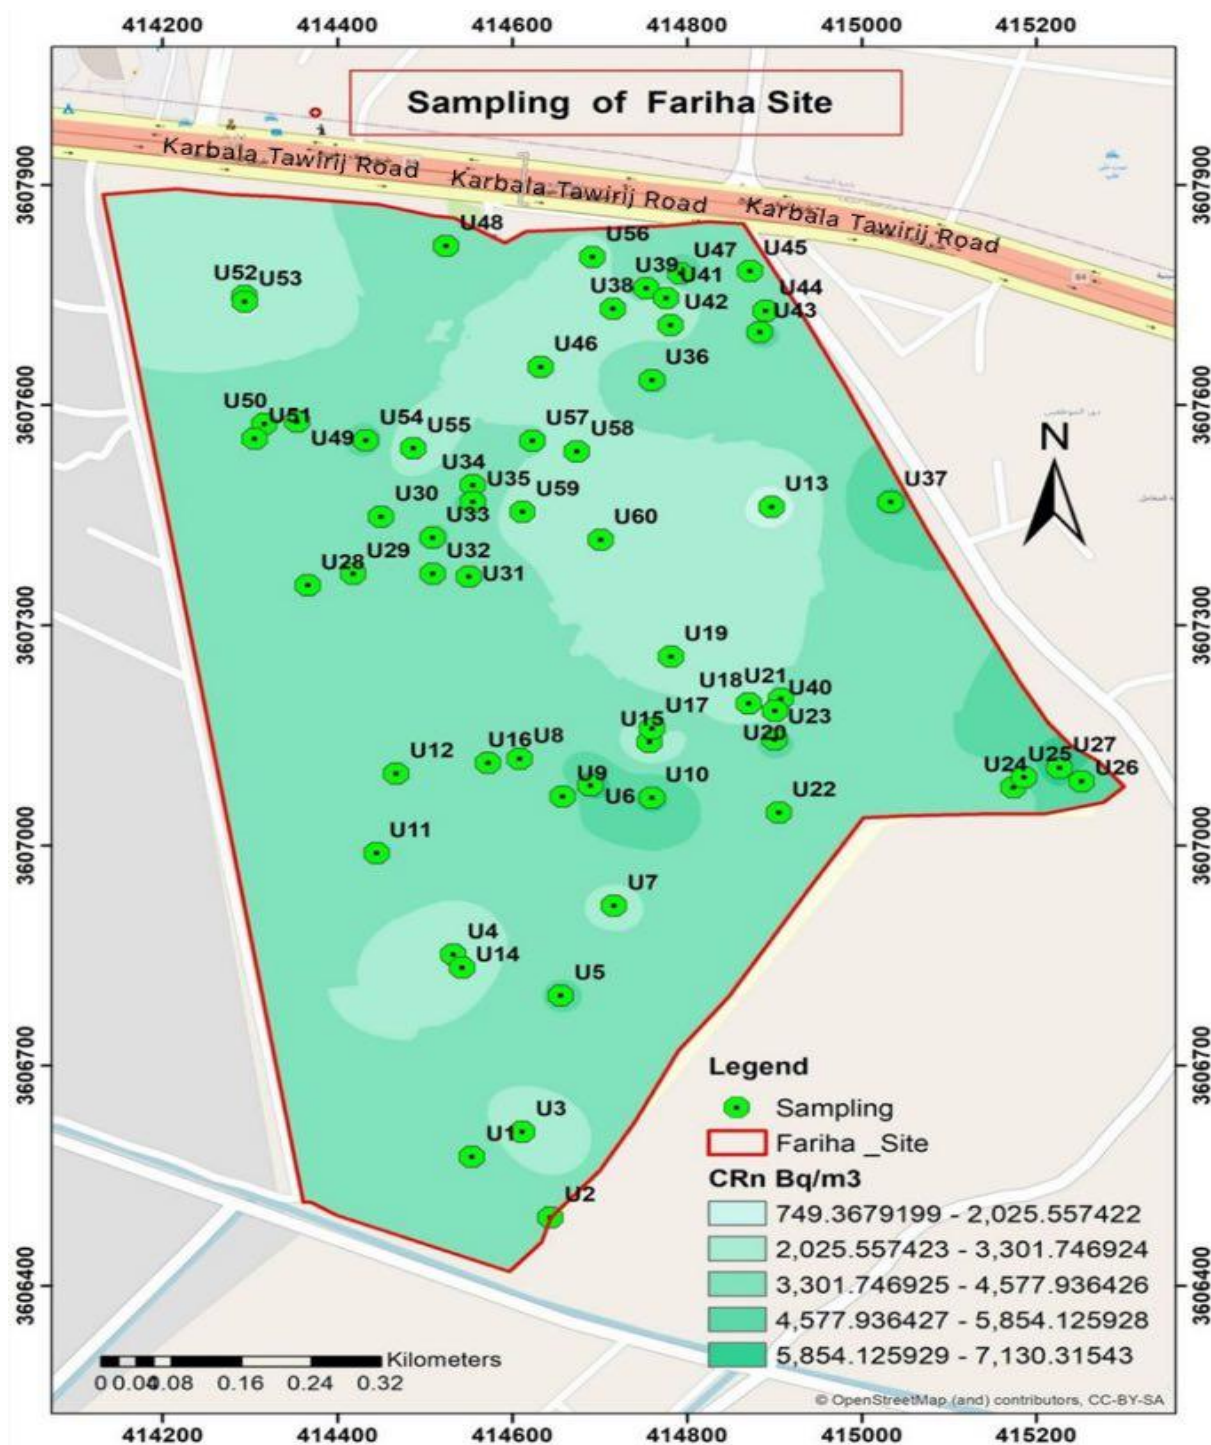 414200 414400 414600 414800 415000 415200
Sampling of Fariha Site
Karbala Tawirij Road
Karbala Tawirij Road
Karbala Tawirij Road
3607900
3607900
U48
U56
U47
U45
U39
U41
U52
U53
U38
U42
U44
U43
U46
U36
3607600
3607600
U50
U51
U49
U54
U55
U57
U58
N
U34
U35
U30
U33
U59
U13
U37
U60
U28
U29
U32
U31
3607300
3607300
U19
U18
U21
U40
U17
U15
U23
U20
U12
U16
U8
U9
U6
U10
U22
U24
U25
U27
U26
3607000
3607000
U11
U7
U4
U14
U5
3606700
3606700
U3
U1
U2
3606400
3606400
Legend
Sampling
Fariha _Site
CRn Bq/m3
749.3679199 - 2,025.557422
2,025.557423 - 3,301.746924
3,301.746925 - 4,577.936426
4,577.936427 - 5,854.125928
5,854.125929 - 7,130.31543
Kilometers
0 0.04 0.08 0.16 0.24 0.32
© OpenStreetMap (and) contributors, CC-BY-SA
414200 414400 414600 414800 415000 415200